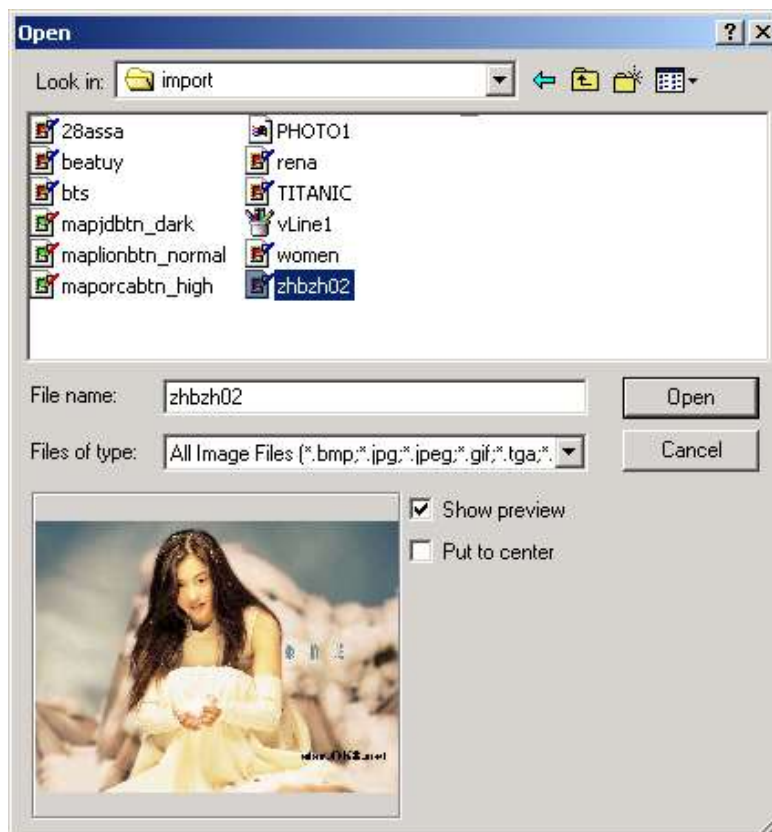 Open
Look in: import
28assa
beatuy
bts
mapjdbtn_dark
maplionbtn_normal
maporcabtn_high
PHOTO1
rena
TITANIC
vLine1
women
zhbzh02
File name: zhbzh02
Open
Files of type: All Image Files (*.bmp;*.jpg;*.jpeg;*.gif;*.tga;*.
Cancel
Show preview
Put to center